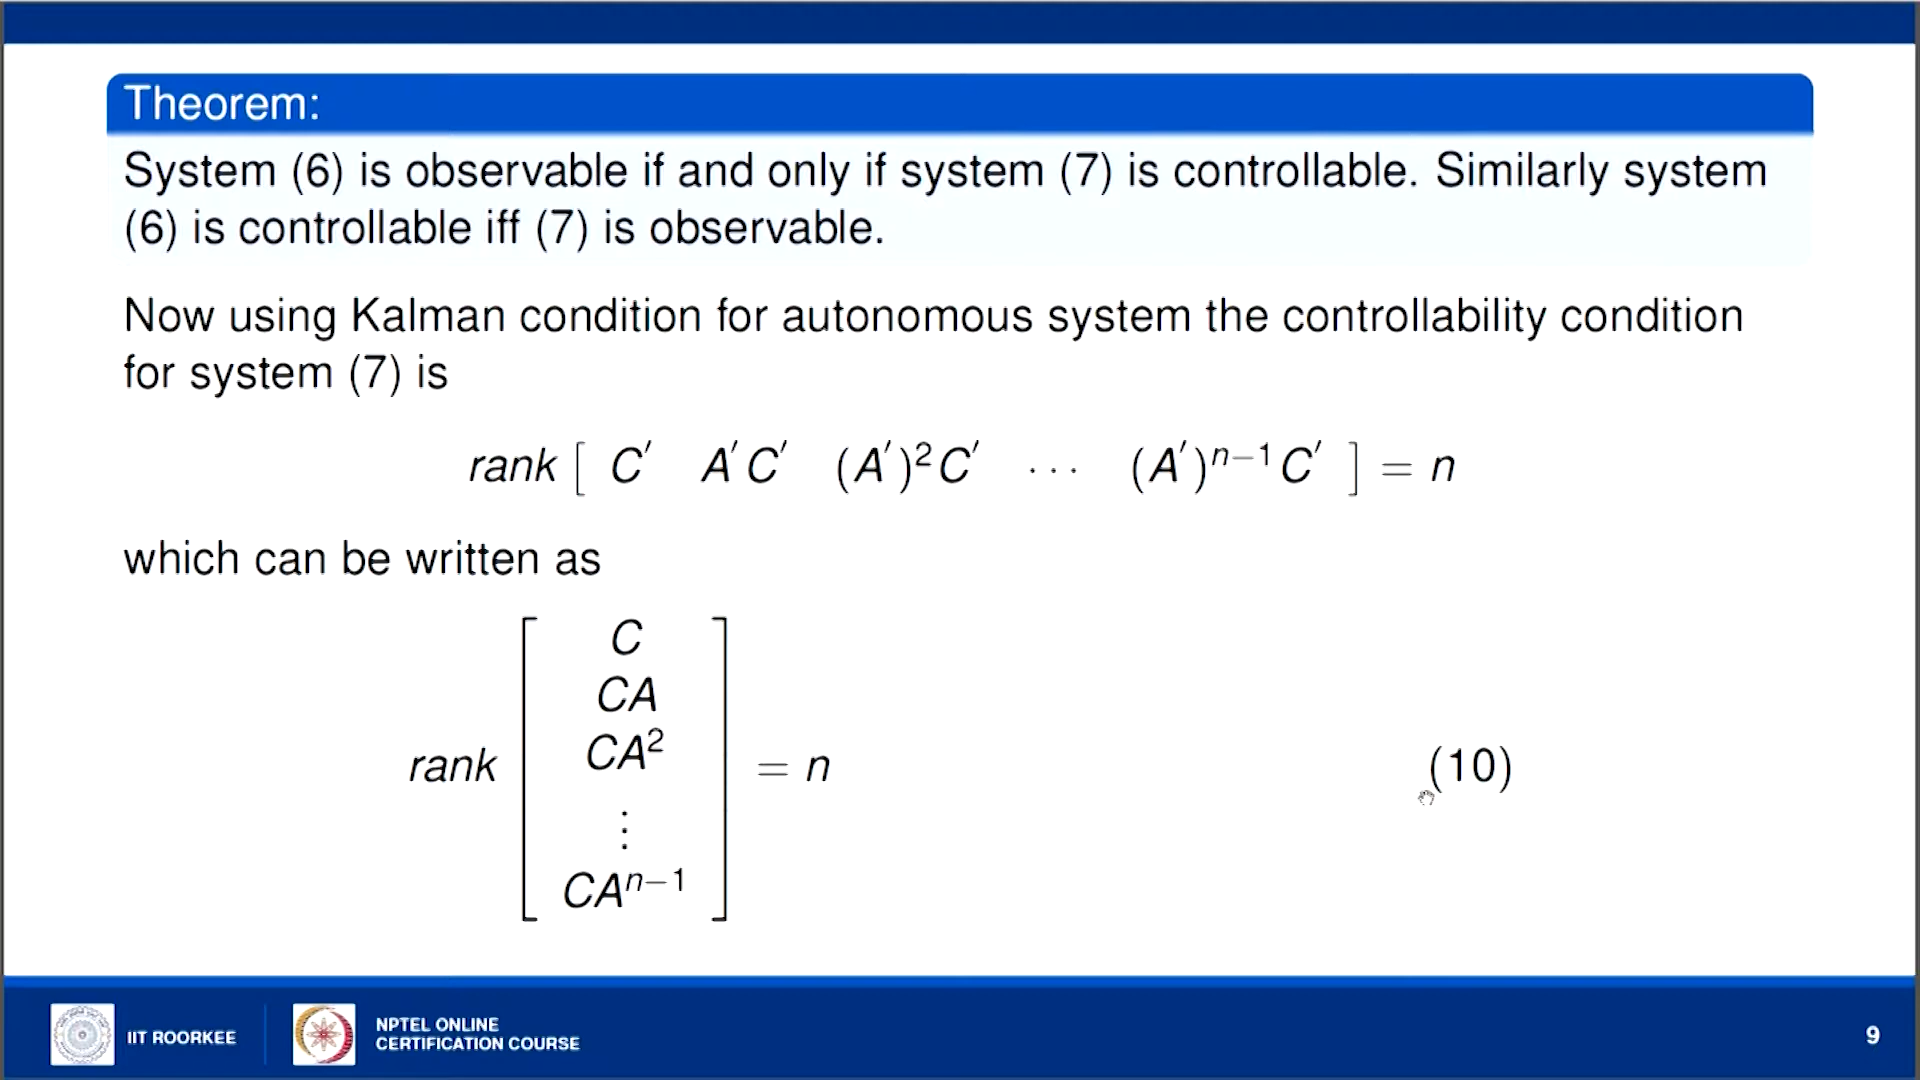 Theorem:
System (6) is observable if and only if system (7) is controllable. Similarly system
(6) is controllable iff (7) is observable.
Now using Kalman condition for autonomous system the controllability condition
for system (7) is
rank [ C′ A′C′ (A′)²C′ ⋯ (A′)ⁿ⁻¹C′ ] = n
which can be written as
C
CA
CA²
rank = n (10)
⋮
CAⁿ⁻¹
IIT ROORKEE
NPTEL ONLINE
CERTIFICATION COURSE
9